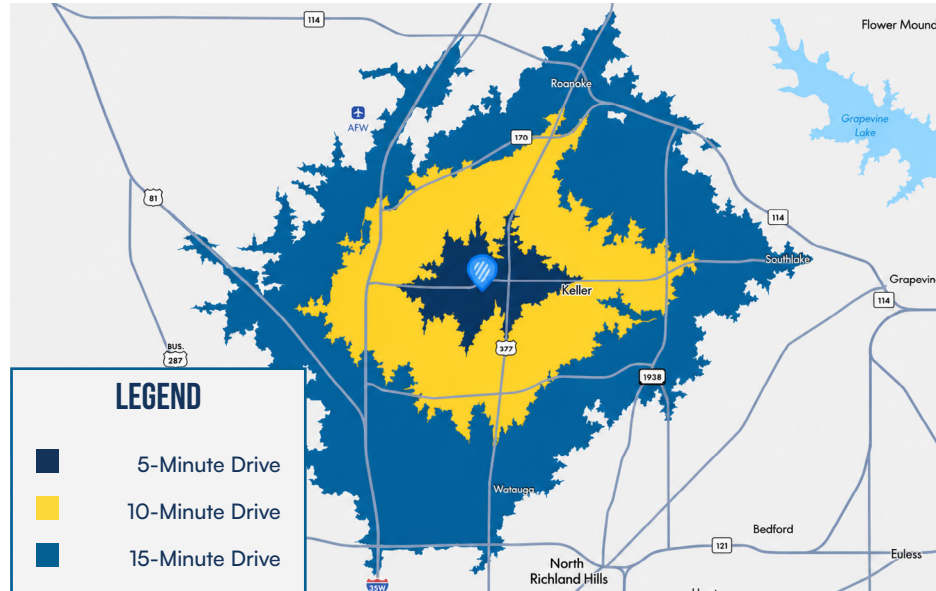 114
Flower Mound
Roanoke
AFW
170
Grapevine
Lake
81
114
Southlake
Keller
Grapevine
114
377
BUS.
287
1938
LEGEND
5-Minute Drive
10-Minute Drive
15-Minute Drive
Watauga
Bedford
121
Euless
North
Richland Hills
35W